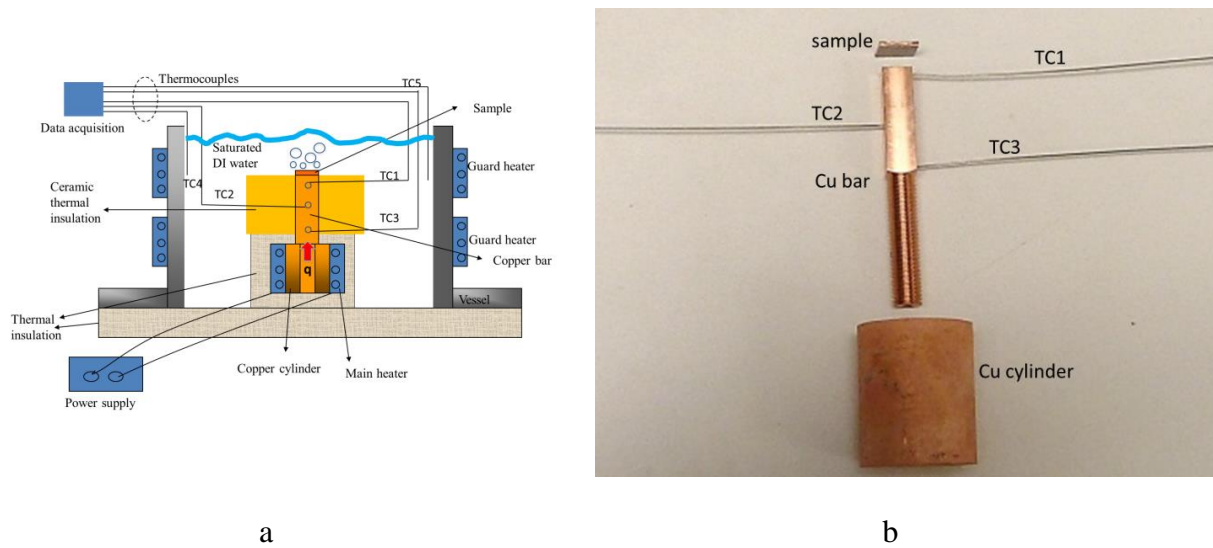 Thermocouples
TC5
Data acquisition
Sample
Saturated
DI water
Guard heater
TC4
TC2
TC1
Ceramic
thermal
insulation
TC3
Guard heater
Copper bar
q
Vessel
Thermal
insulation
Copper cylinder
Main heater
Power supply
a
sample
TC1
TC2
TC3
Cu bar
Cu cylinder
b